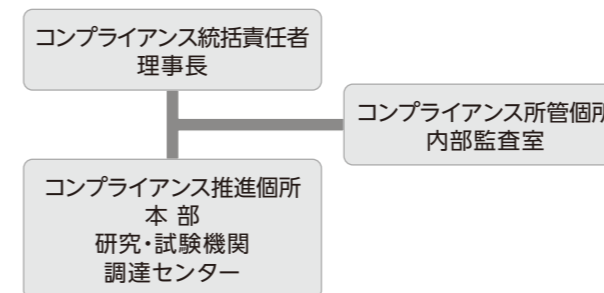 コンプライアンス統括責任者
理事長
コンプライアンス所管個所
内部監査室
コンプライアンス推進個所
本 部
研究・試験機関
調達センター